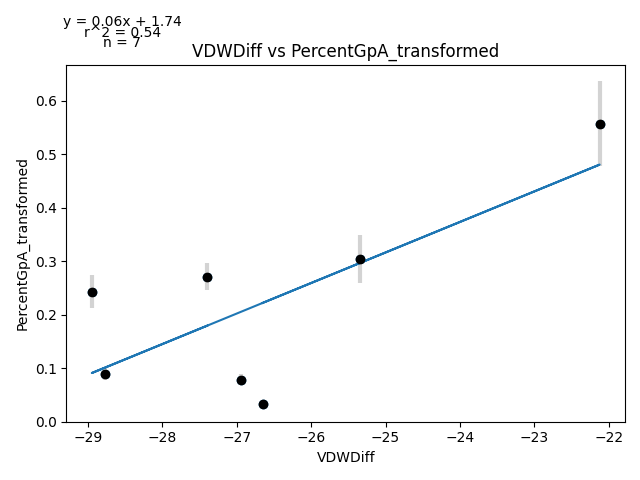 y = 0.06x + 1.74
r^2 = 0.54
n = 7
VDWDiff vs PercentGpA_transformed
PercentGpA_transformed
0.6
0.5
0.4
0.3
0.2
0.1
0.0
−29 −28 −27 −26 −25 −24 −23 −22
VDWDiff